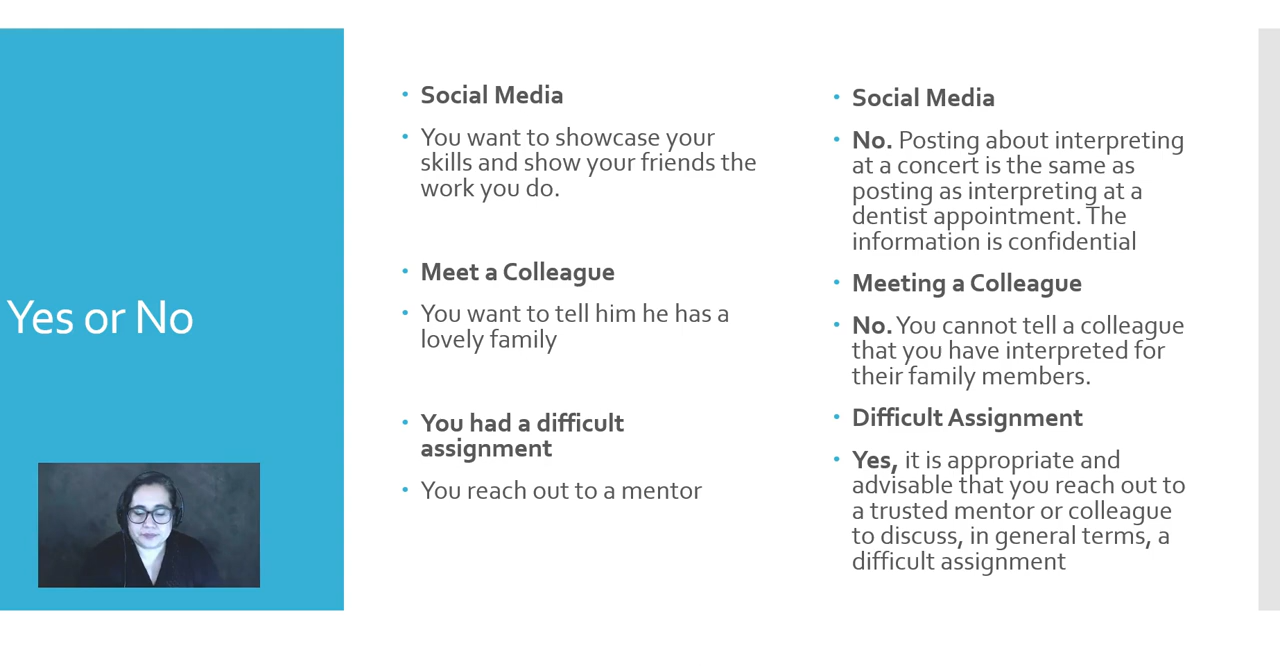 Yes or No
Social Media
You want to showcase your
skills and show your friends the
work you do.
Meet a Colleague
You want to tell him he has a
lovely family
You had a difficult
assignment
You reach out to a mentor
Social Media
No. Posting about interpreting
at a concert is the same as
posting as interpreting at a
dentist appointment. The
information is confidential
Meeting a Colleague
No. You cannot tell a colleague
that you have interpreted for
their family members.
Difficult Assignment
Yes, it is appropriate and
advisable that you reach out to
a trusted mentor or colleague
to discuss, in general terms, a
difficult assignment